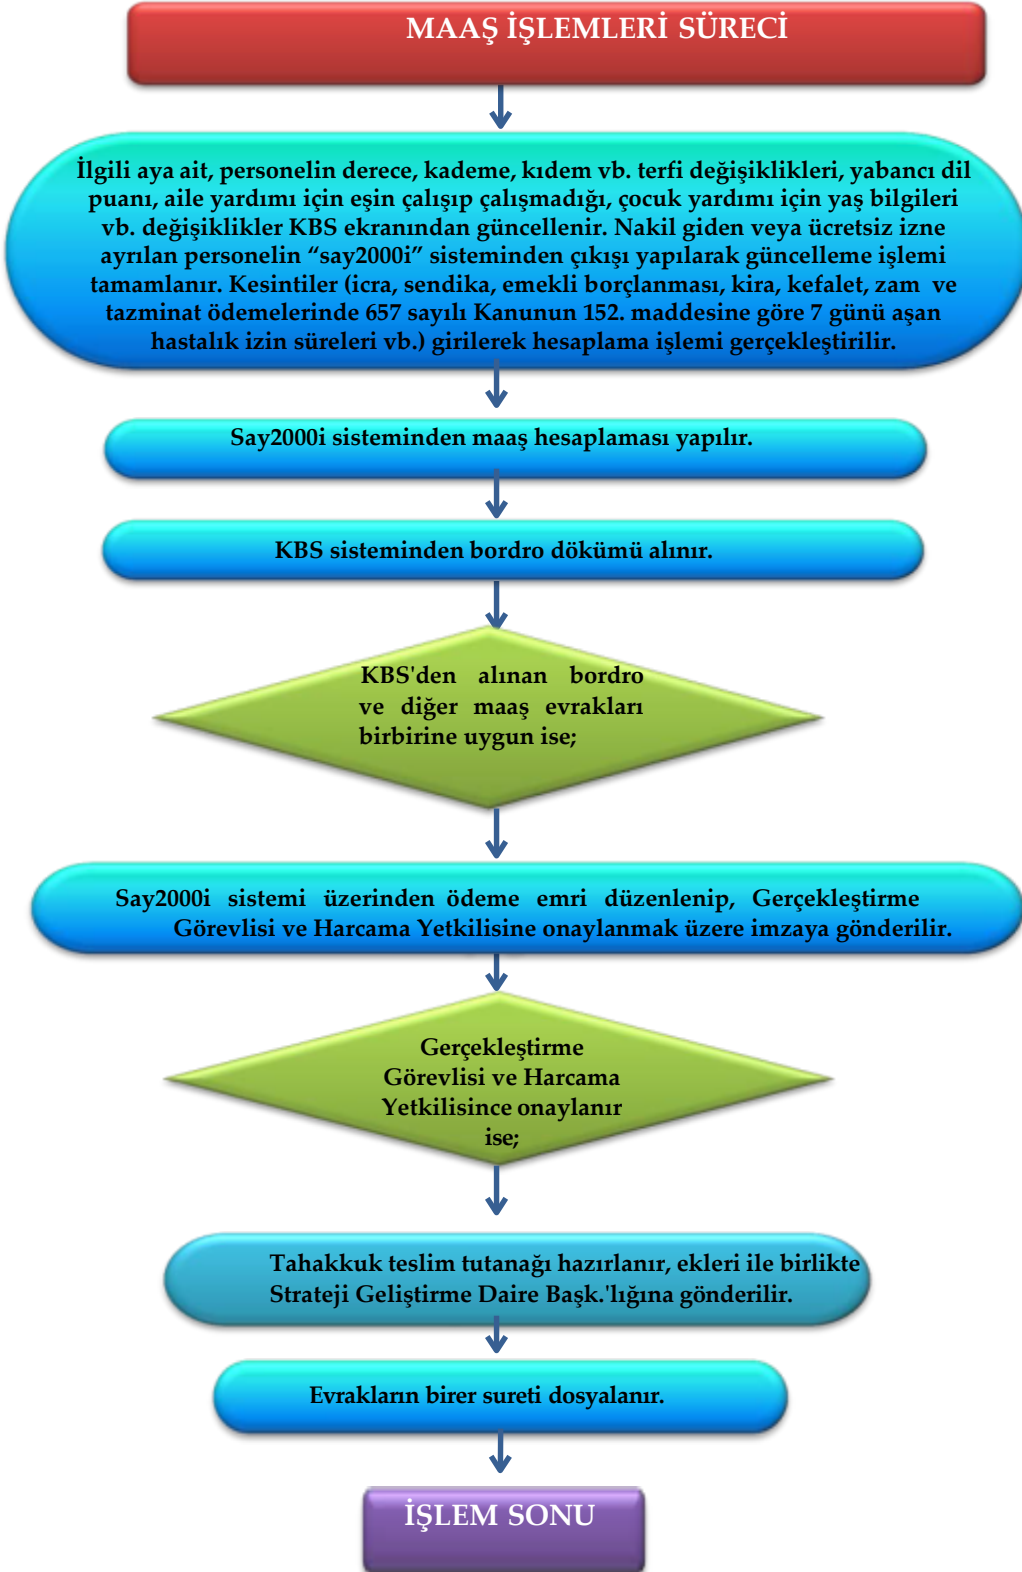 MAAŞ İŞLEMLERİ SÜRECİ
İlgili aya ait, personelin derece, kademe, kıdem vb. terfi değişiklikleri, yabancı dil
puanı, aile yardımı için eşin çalışıp çalışmadığı, çocuk yardımı için yaş bilgileri
vb. değişiklikler KBS ekranından güncellenir. Nakil giden veya ücretsiz izne
ayrılan personelin “say2000i” sisteminden çıkışı yapılarak güncelleme işlemi
tamamlanır. Kesintiler (icra, sendika, emekli borçlanması, kira, kefalet, zam ve
tazminat ödemelerinde 657 sayılı Kanunun 152. maddesine göre 7 günü aşan
hastalık izin süreleri vb.) girilerek hesaplama işlemi gerçekleştirilir.
Say2000i sisteminden maaş hesaplaması yapılır.
KBS sisteminden bordro dökümü alınır.
KBS'den alınan bordro
ve diğer maaş evrakları
birbirine uygun ise;
Say2000i sistemi üzerinden ödeme emri düzenlenip, Gerçekleştirme
Görevlisi ve Harcama Yetkilisine onaylanmak üzere imzaya gönderilir.
Gerçekleştirme
Görevlisi ve Harcama
Yetkilisince onaylanır
ise;
Tahakkuk teslim tutanağı hazırlanır, ekleri ile birlikte
Strateji Geliştirme Daire Başk.'lığına gönderilir.
Evrakların birer sureti dosyalanır.
İŞLEM SONU